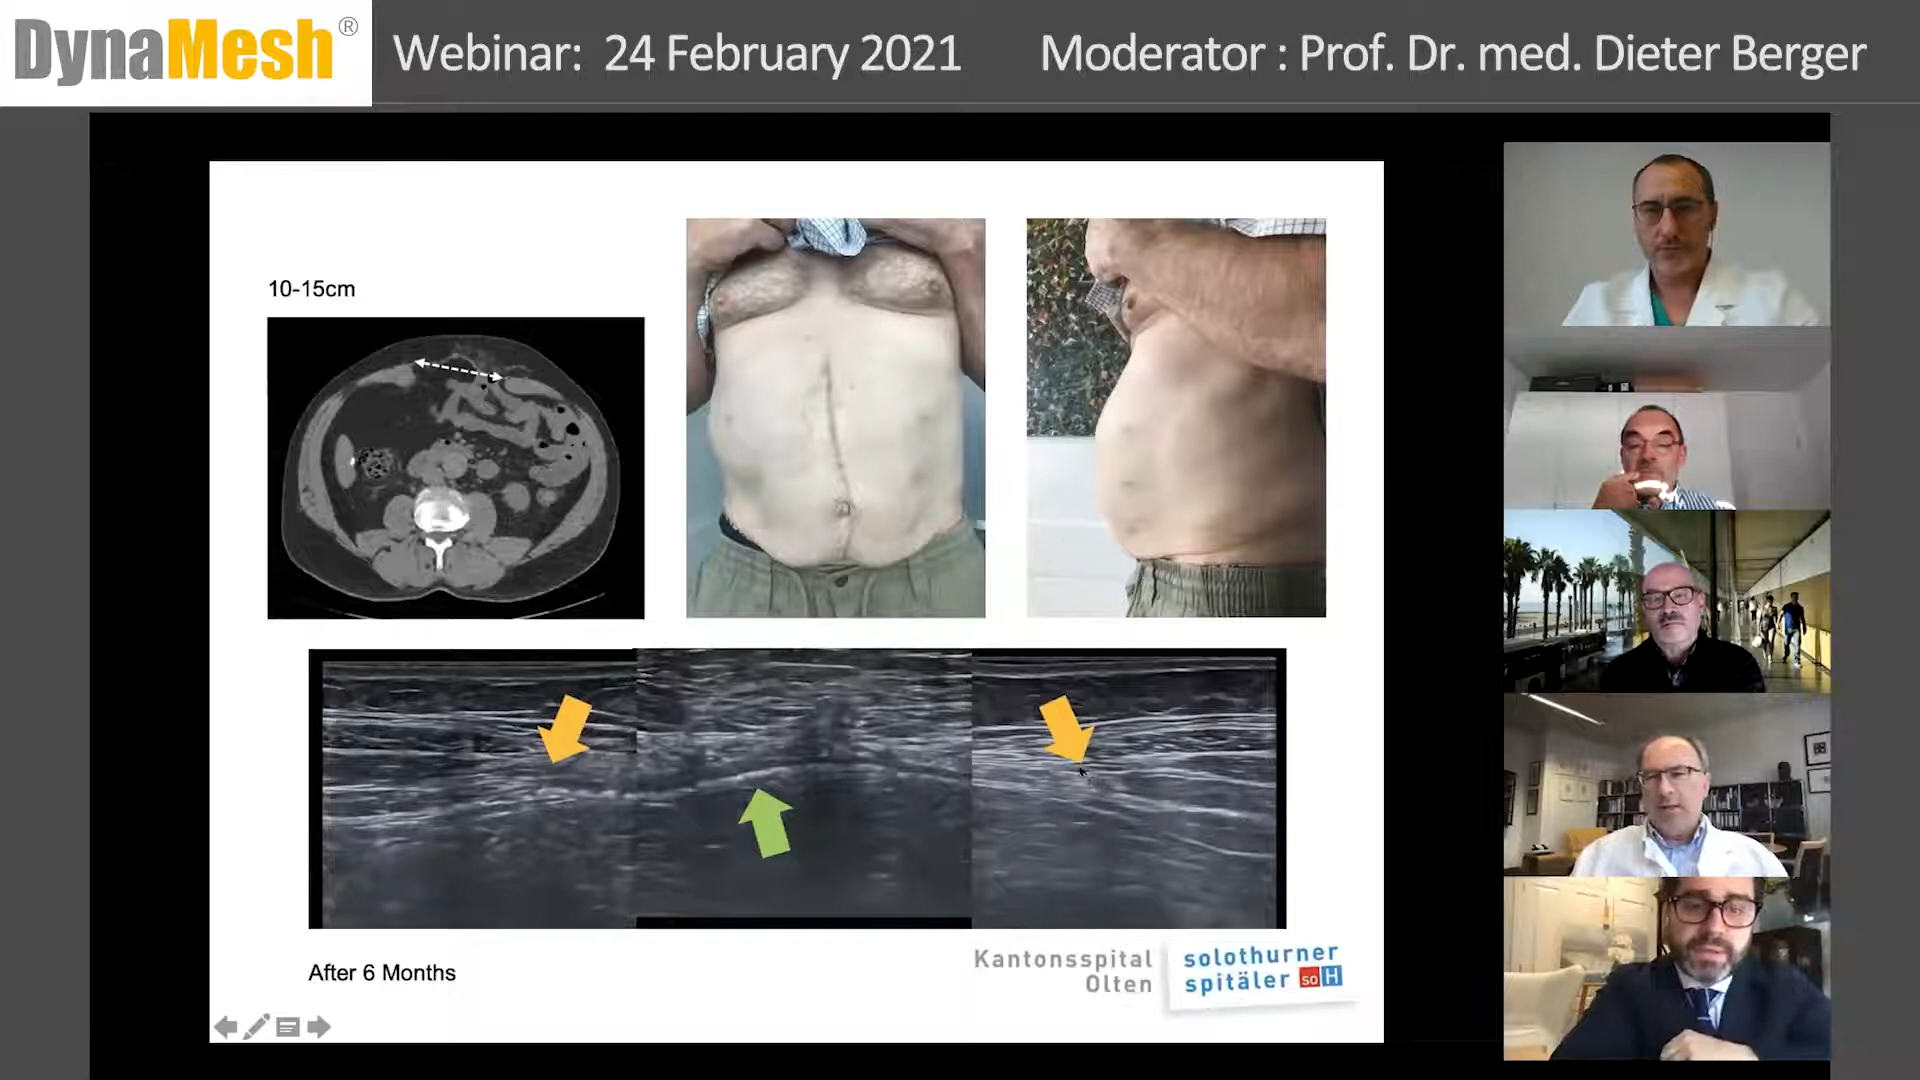 DynaMesh®
Webinar: 24 February 2021
Moderator : Prof. Dr. med. Dieter Berger
10-15cm
After 6 Months
Kantonsspital
Olten
solothurner
spitäler soH